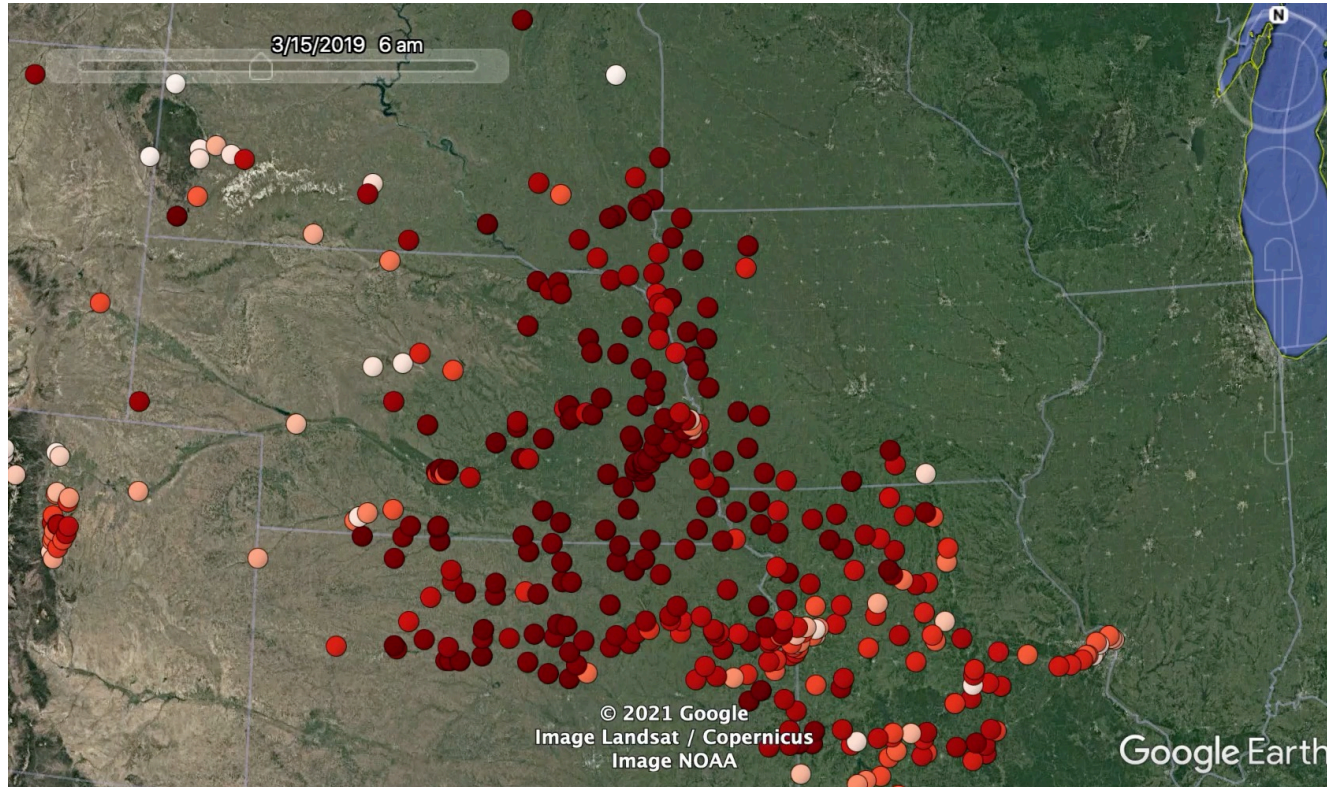 3/15/2019 6 am
N
© 2021 Google
Image Landsat / Copernicus
Image NOAA
Google Earth